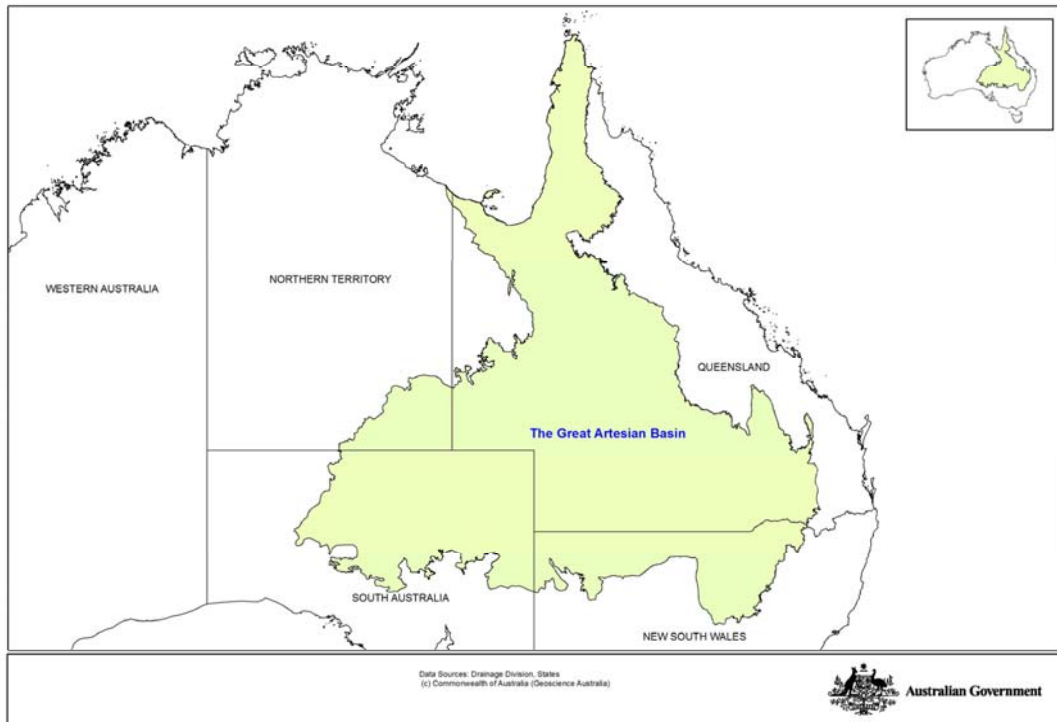 WESTERN AUSTRALIA
NORTHERN TERRITORY
QUEENSLAND
The Great Artesian Basin
SOUTH AUSTRALIA
NEW SOUTH WALES
Data Sources: Drainage Division, States
(c) Commonwealth of Australia (Geoscience Australia)
Australian Government